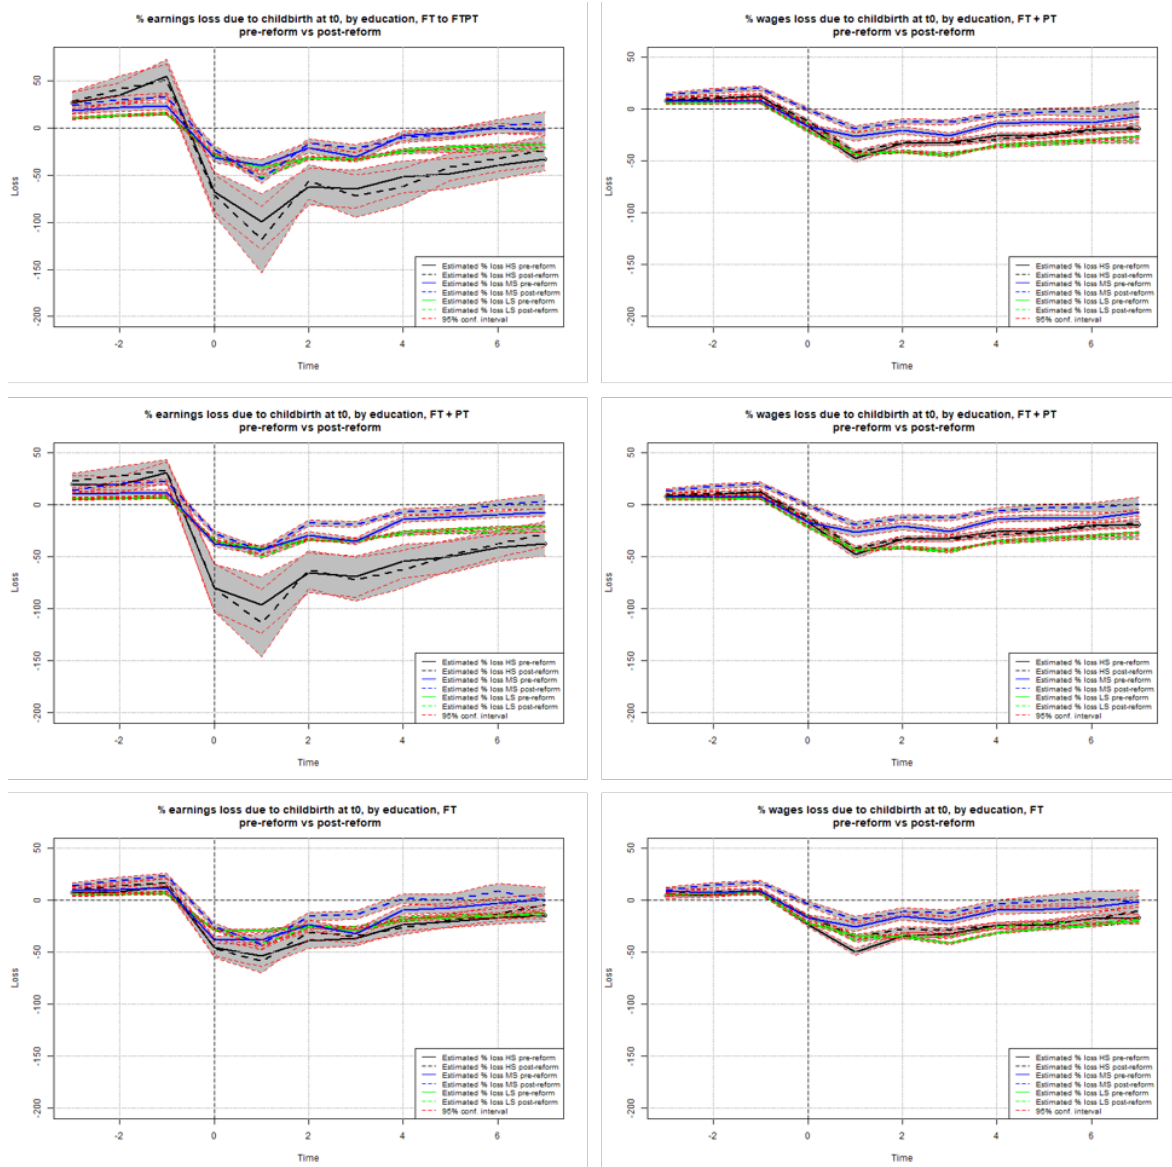 % earnings loss due to childbirth at t0, by education, FT to FTPT
pre-reform vs post-reform
50
0
-50
-100
-150
-200
Loss
-2
0
2
4
6
Time
Estimated % loss HS pre-reform
Estimated % loss HS post-reform
Estimated % loss MS pre-reform
Estimated % loss MS post-reform
Estimated % loss LS pre-reform
Estimated % loss LS post-reform
95% conf. interval
% wages loss due to childbirth at t0, by education, FT + PT
pre-reform vs post-reform
50
0
-50
-100
-150
-200
Loss
-2
0
2
4
6
Time
Estimated % loss HS pre-reform
Estimated % loss HS post-reform
Estimated % loss MS pre-reform
Estimated % loss MS post-reform
Estimated % loss LS pre-reform
Estimated % loss LS post-reform
95% conf. interval
% earnings loss due to childbirth at t0, by education, FT + PT
pre-reform vs post-reform
50
0
-50
-100
-150
-200
Loss
-2
0
2
4
6
Time
Estimated % loss HS pre-reform
Estimated % loss HS post-reform
Estimated % loss MS pre-reform
Estimated % loss MS post-reform
Estimated % loss LS pre-reform
Estimated % loss LS post-reform
95% conf. interval
% wages loss due to childbirth at t0, by education, FT + PT
pre-reform vs post-reform
50
0
-50
-100
-150
-200
Loss
-2
0
2
4
6
Time
Estimated % loss HS pre-reform
Estimated % loss HS post-reform
Estimated % loss MS pre-reform
Estimated % loss MS post-reform
Estimated % loss LS pre-reform
Estimated % loss LS post-reform
95% conf. interval
% earnings loss due to childbirth at t0, by education, FT
pre-reform vs post-reform
50
0
-50
-100
-150
-200
Loss
-2
0
2
4
6
Time
Estimated % loss HS pre-reform
Estimated % loss HS post-reform
Estimated % loss MS pre-reform
Estimated % loss MS post-reform
Estimated % loss LS pre-reform
Estimated % loss LS post-reform
95% conf. interval
% wages loss due to childbirth at t0, by education, FT
pre-reform vs post-reform
50
0
-50
-100
-150
-200
Loss
-2
0
2
4
6
Time
Estimated % loss HS pre-reform
Estimated % loss HS post-reform
Estimated % loss MS pre-reform
Estimated % loss MS post-reform
Estimated % loss LS pre-reform
Estimated % loss LS post-reform
95% conf. interval